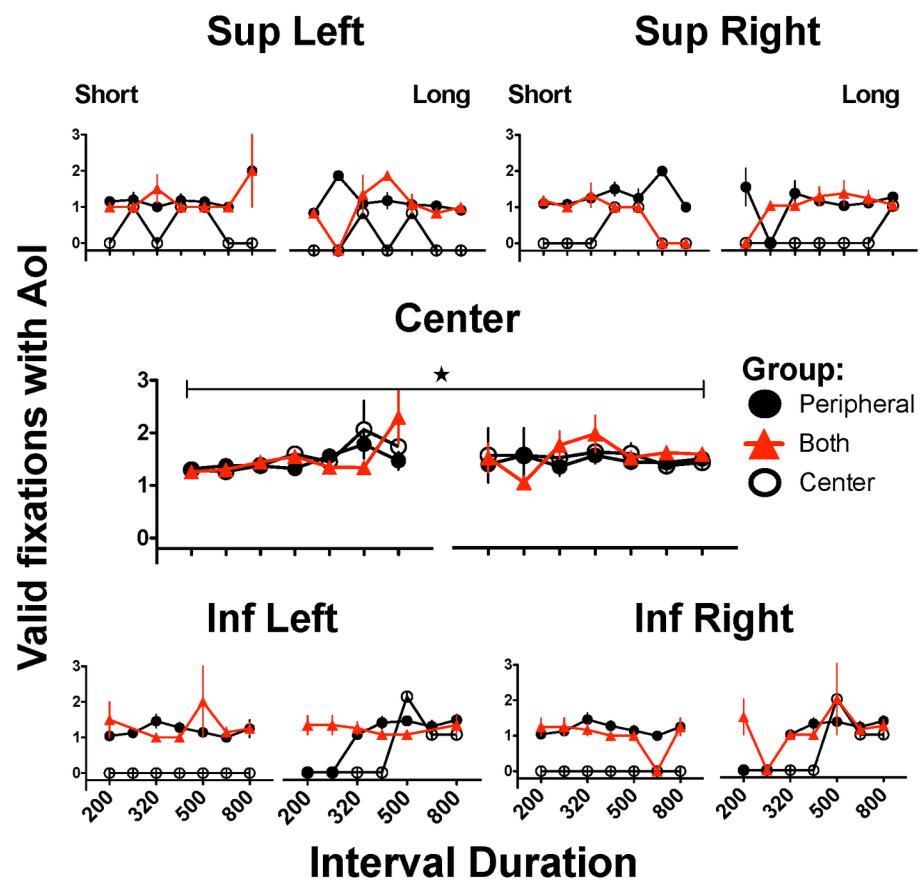 Sup Left
Sup Right
Short
Long
Short
Long
3
2
1
0
3
2
1
0
Center
3
2
1
0
★
Group:
Peripheral
Both
Center
Valid fixations with AoI
Inf Left
Inf Right
3
2
1
0
3
2
1
0
200
320
500
800
200
320
500
800
200
320
500
800
200
320
500
800
Interval Duration